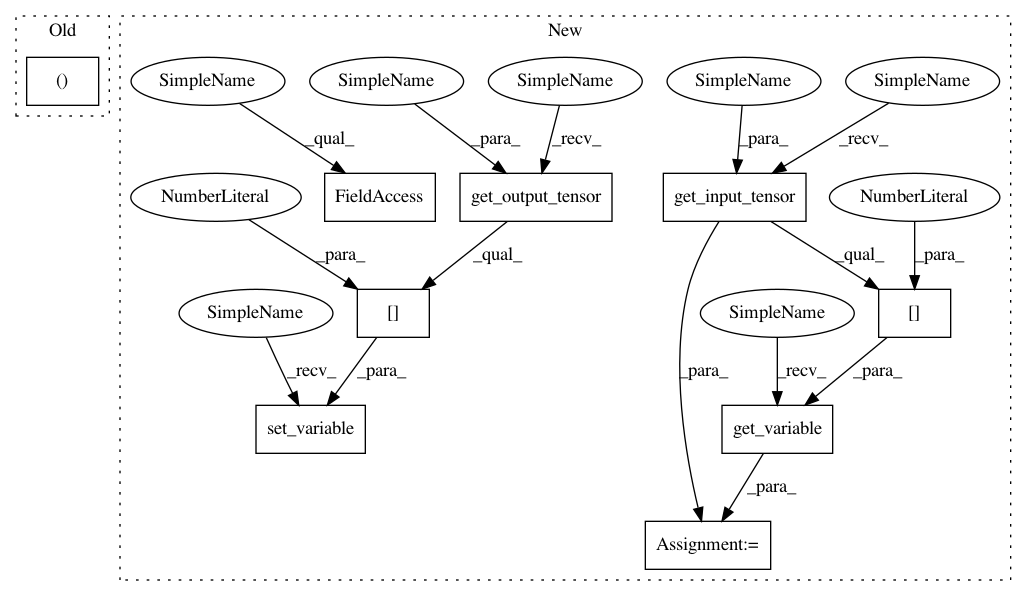 Old
New
()
SimpleName
SimpleName
SimpleName
SimpleName
SimpleName
_qual_
_para_
_recv_
_para_
_recv_
NumberLiteral
FieldAccess
get_output_tensor
get_input_tensor
NumberLiteral
_para_
_qual_
_qual_
_para_
SimpleName
[]
SimpleName
[]
_recv_
_para_
_para_
_recv_
_para_
set_variable
get_variable
_para_
Assignment:=